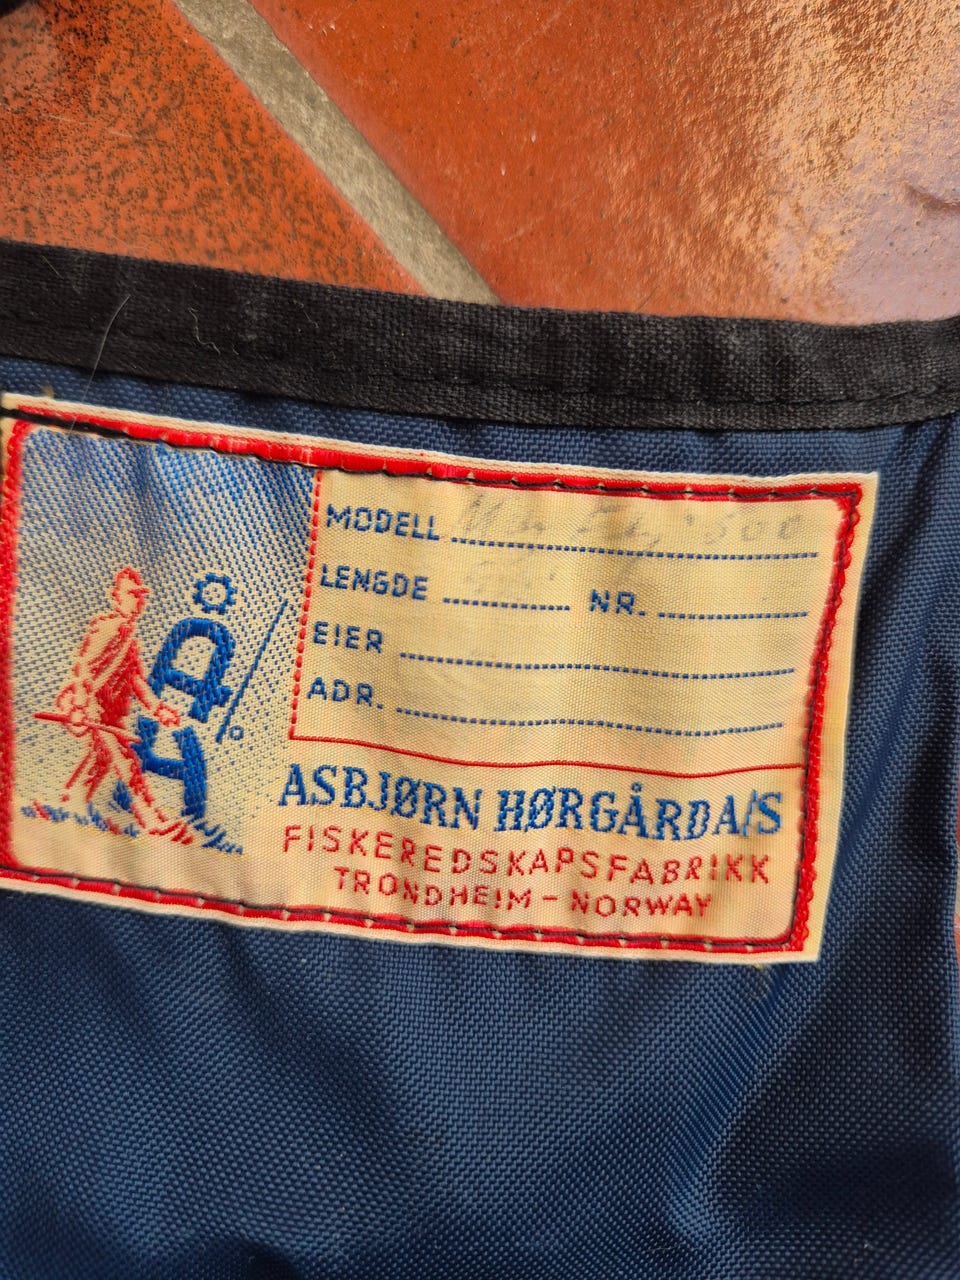 MODELL
LENGDE NR.
EIER
ADR.
ASBJØRN HØRGÅRD A/S
FISKEREDSKAPSFABRIKK
TRONDHEIM - NORWAY